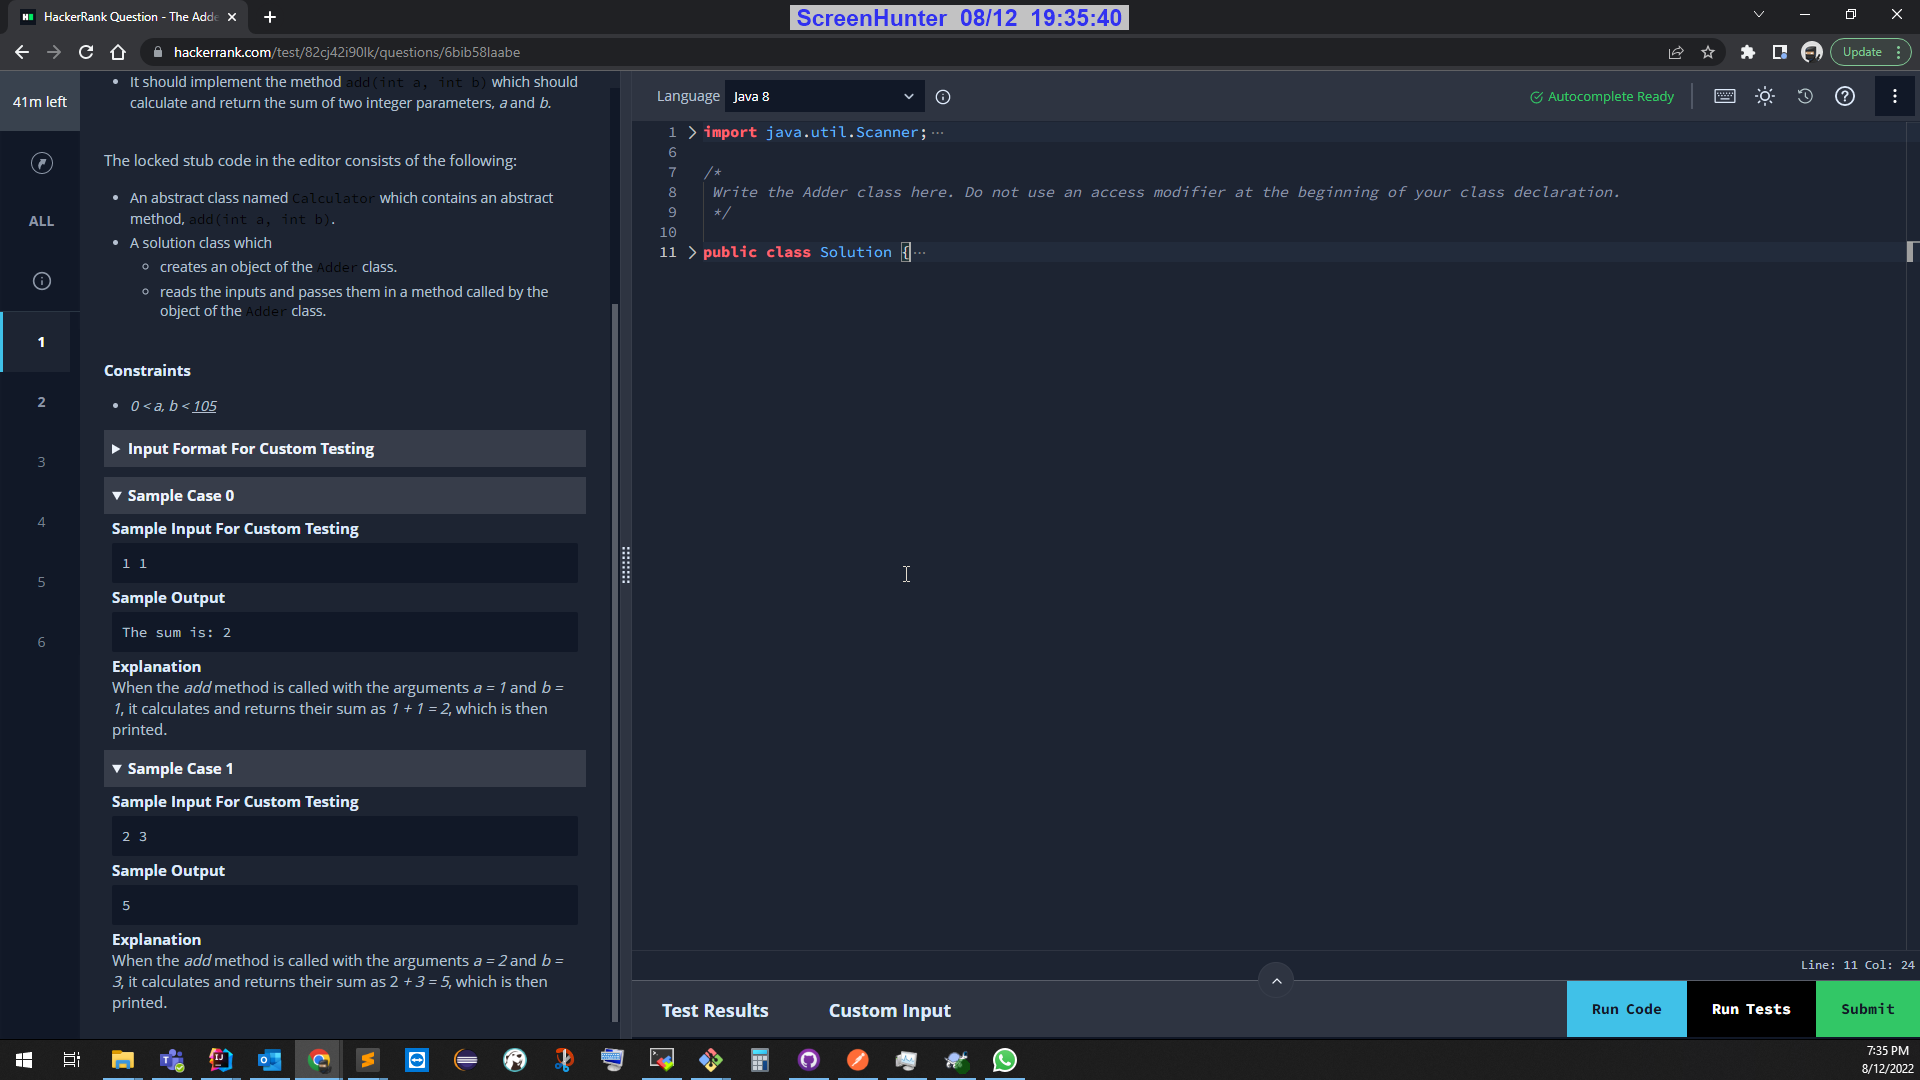 HackerRank Question - The Adde
ScreenHunter 08/12 19:35:40
hackerrank.com/test/82cj42i90lk/questions/6bib58laabe
Update
41m left
ALL
1
2
3
4
5
6
It should implement the method add(int a, int b) which should
calculate and return the sum of two integer parameters, a and b.
The locked stub code in the editor consists of the following:
An abstract class named Calculator which contains an abstract
method, add(int a, int b).
A solution class which
creates an object of the Adder class.
reads the inputs and passes them in a method called by the
object of the Adder class.
Constraints
0 < a, b < 105
Input Format For Custom Testing
Sample Case 0
Sample Input For Custom Testing
1 1
Sample Output
The sum is: 2
Explanation
When the add method is called with the arguments a = 1 and b =
1, it calculates and returns their sum as 1 + 1 = 2, which is then
printed.
Sample Case 1
Sample Input For Custom Testing
2 3
Sample Output
5
Explanation
When the add method is called with the arguments a = 2 and b =
3, it calculates and returns their sum as 2 + 3 = 5, which is then
printed.
Language Java 8
Autocomplete Ready
1 import java.util.Scanner;
6
7 /*
8 Write the Adder class here. Do not use an access modifier at the beginning of your class declaration.
9 */
10
11 public class Solution {
Line: 11 Col: 24
Test Results
Custom Input
Run Code
Run Tests
Submit
7:35 PM
8/12/2022